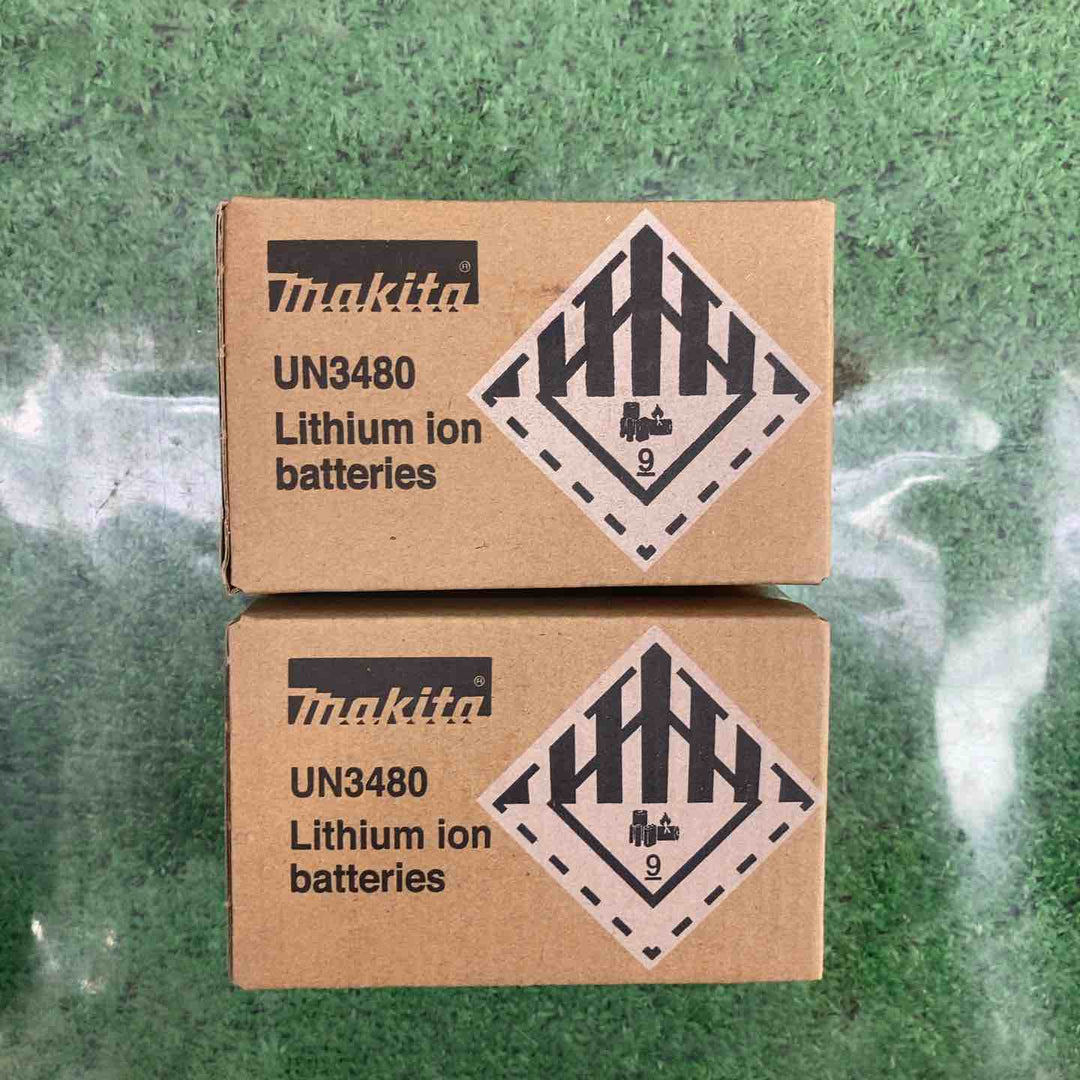 makita®
UN3480
Lithium ion
batteries
9
makita®
UN3480
Lithium ion
batteries
9